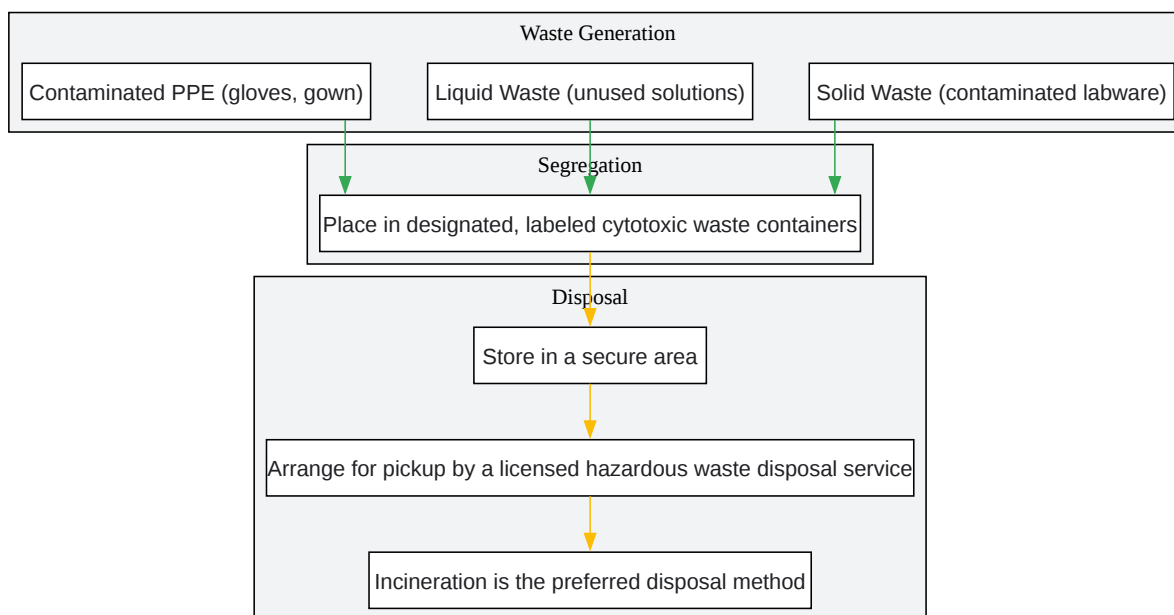 Waste Generation
Contaminated PPE (gloves, gown)
Liquid Waste (unused solutions)
Solid Waste (contaminated labware)
Segregation
Place in designated, labeled cytotoxic waste containers
Disposal
Store in a secure area
Arrange for pickup by a licensed hazardous waste disposal service
Incineration is the preferred disposal method